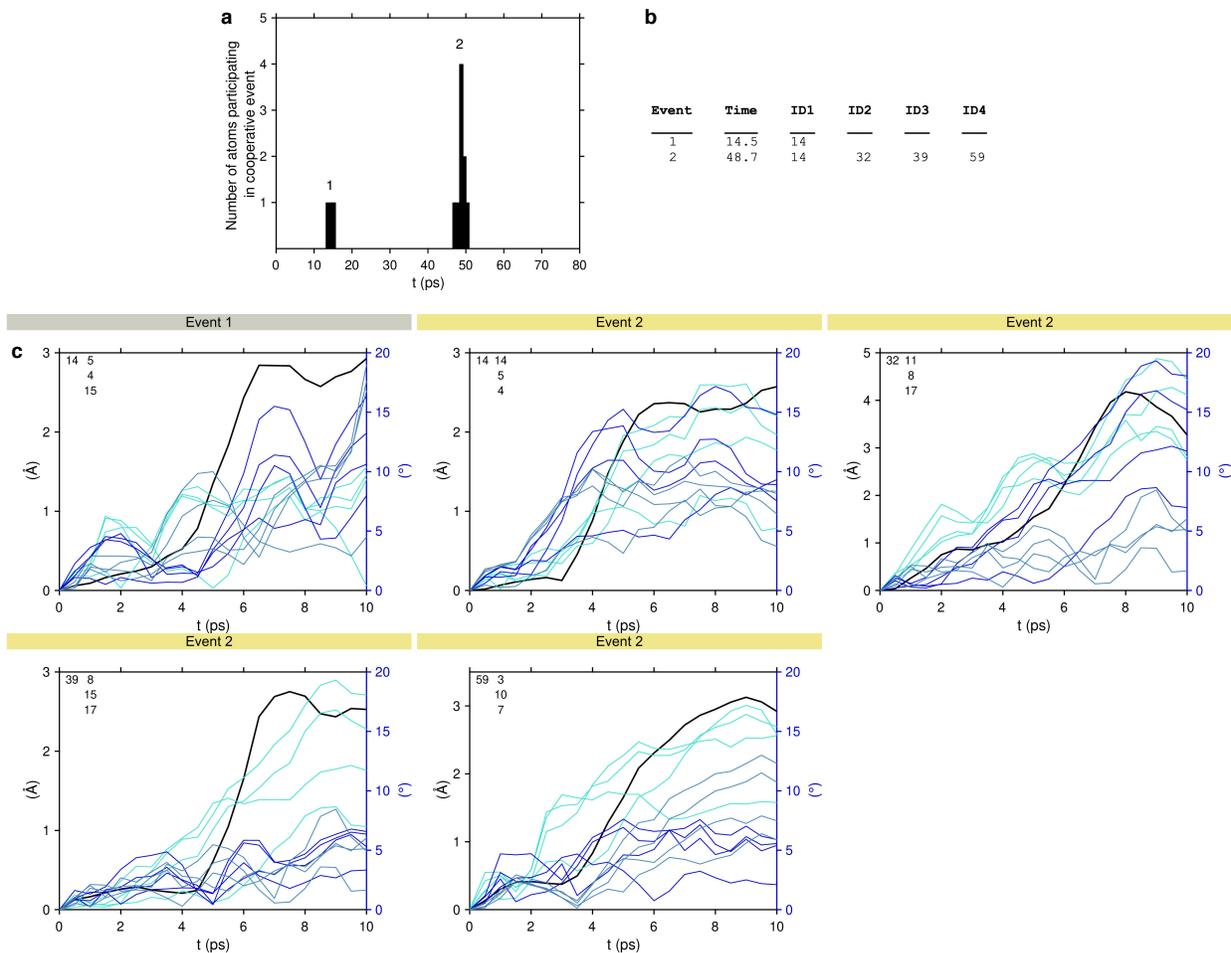 a
5
4
3
2
1
Number of atoms participating
in cooperative event
1
2
0 10 20 30 40 50 60 70 80
t (ps)
b
Event Time ID1 ID2 ID3 ID4
1 14.5 14
2 48.7 14 32 39 59
Event 1
Event 2
Event 2
c
14 5
4
15
3
2
1
0
(Å)
20
15
10
5
0
(°)
0 2 4 6 8 10
t (ps)
14 14
5
4
3
2
1
0
(Å)
20
15
10
5
0
(°)
0 2 4 6 8 10
t (ps)
32 11
8
17
5
4
3
2
1
0
(Å)
20
15
10
5
0
(°)
0 2 4 6 8 10
t (ps)
Event 2
Event 2
39 8
15
17
3
2
1
0
(Å)
20
15
10
5
0
(°)
0 2 4 6 8 10
t (ps)
59 3
10
7
3
2
1
0
(Å)
20
15
10
5
0
(°)
0 2 4 6 8 10
t (ps)